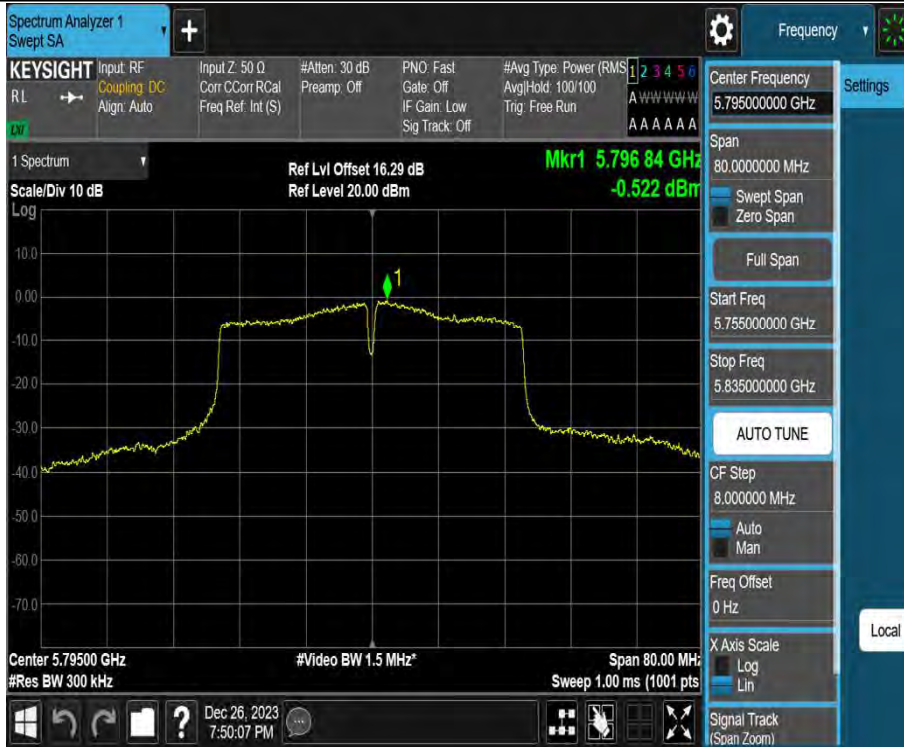 Spectrum Analyzer 1
Swept SA
+
Frequency
KEYSIGHT
RL
LXI
Input: RF
Coupling: DC
Align: Auto
Input Z: 50 Ω
Corr CCorr RCal
Freq Ref: Int (S)
#Atten: 30 dB
Preamp: Off
PNO: Fast
Gate: Off
IF Gain: Low
Sig Track: Off
#Avg Type: Power (RMS
Avg|Hold: 100/100
Trig: Free Run
1 2 3 4 5 6
A W W W W W
A A A A A A
1 Spectrum
Scale/Div 10 dB
Log
Ref Lvl Offset 16.29 dB
Ref Level 20.00 dBm
Mkr1 5.796 84 GHz
-0.522 dBm
10.0
0.00
-10.0
-20.0
-30.0
-40.0
-50.0
-60.0
-70.0
1
Center 5.79500 GHz
#Res BW 300 kHz
#Video BW 1.5 MHz*
Span 80.00 MHz
Sweep 1.00 ms (1001 pts
?
Dec 26, 2023
7:50:07 PM
Center Frequency
5.795000000 GHz
Settings
Span
80.0000000 MHz
Swept Span
Zero Span
Full Span
Start Freq
5.755000000 GHz
Stop Freq
5.835000000 GHz
AUTO TUNE
CF Step
8.000000 MHz
Auto
Man
Freq Offset
0 Hz
Local
X Axis Scale
Log
Lin
Signal Track
(Span Zoom)